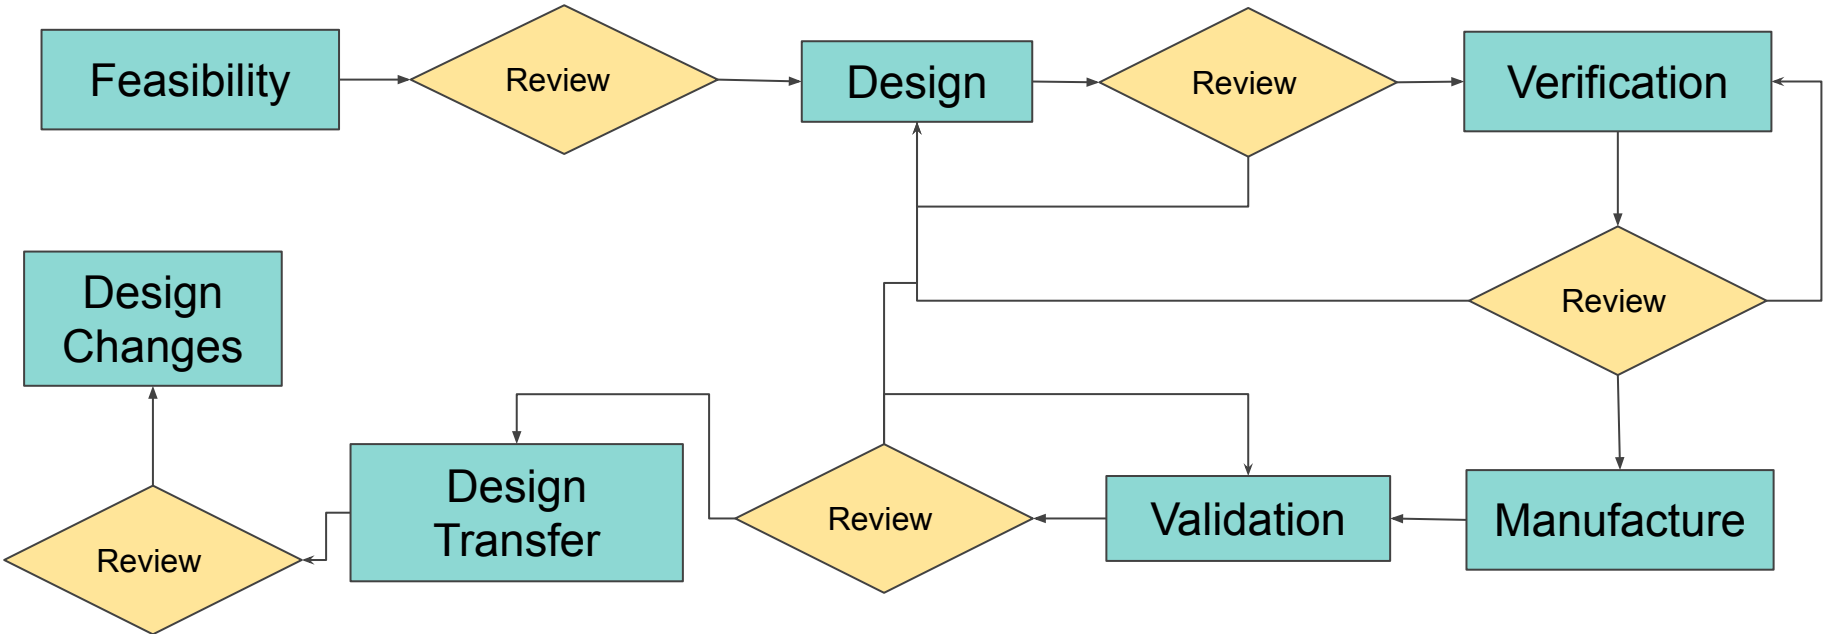 Feasibility
Review
Design
Review
Verification
Review
Manufacture
Validation
Review
Design
Transfer
Review
Design
Changes